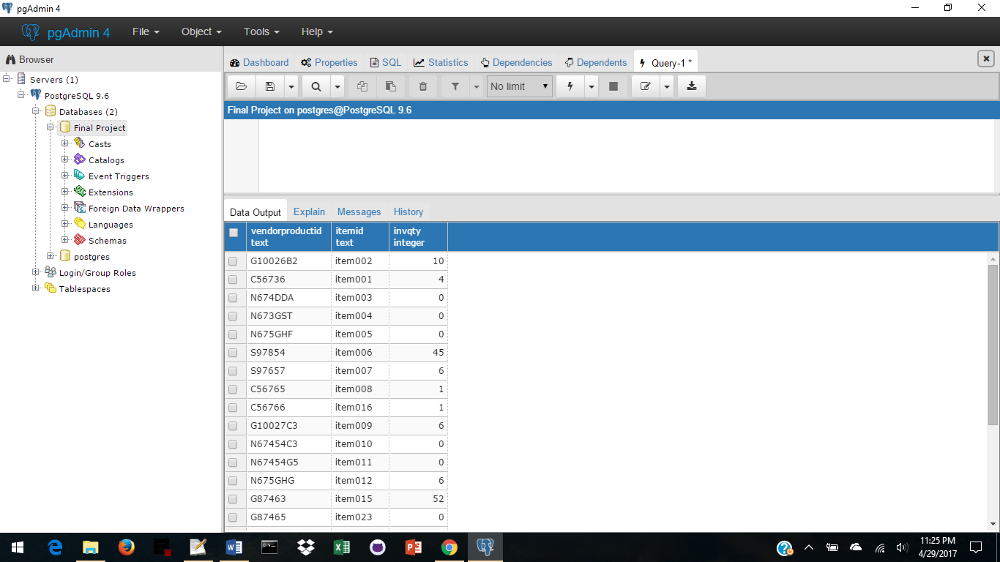 pgAdmin 4
pgAdmin 4 File Object Tools Help
Browser
Servers (1)
PostgreSQL 9.6
Databases (2)
Final Project
Casts
Catalogs
Event Triggers
Extensions
Foreign Data Wrappers
Languages
Schemas
postgres
Login/Group Roles
Tablespaces
Dashboard Properties SQL Statistics Dependencies Dependents Query-1 *
No limit
Final Project on postgres@PostgreSQL 9.6
Data Output Explain Messages History
vendorproductid itemid invqty
text text integer
G10026B2 item002 10
C56736 item001 4
N674DDA item003 0
N673GST item004 0
N675GHF item005 0
S97854 item006 45
S97657 item007 6
C56765 item008 1
C56766 item016 1
G10027C3 item009 6
N67454C3 item010 0
N67454G5 item011 0
N675GHG item012 6
G87463 item015 52
G87465 item023 0
11:25 PM
4/29/2017